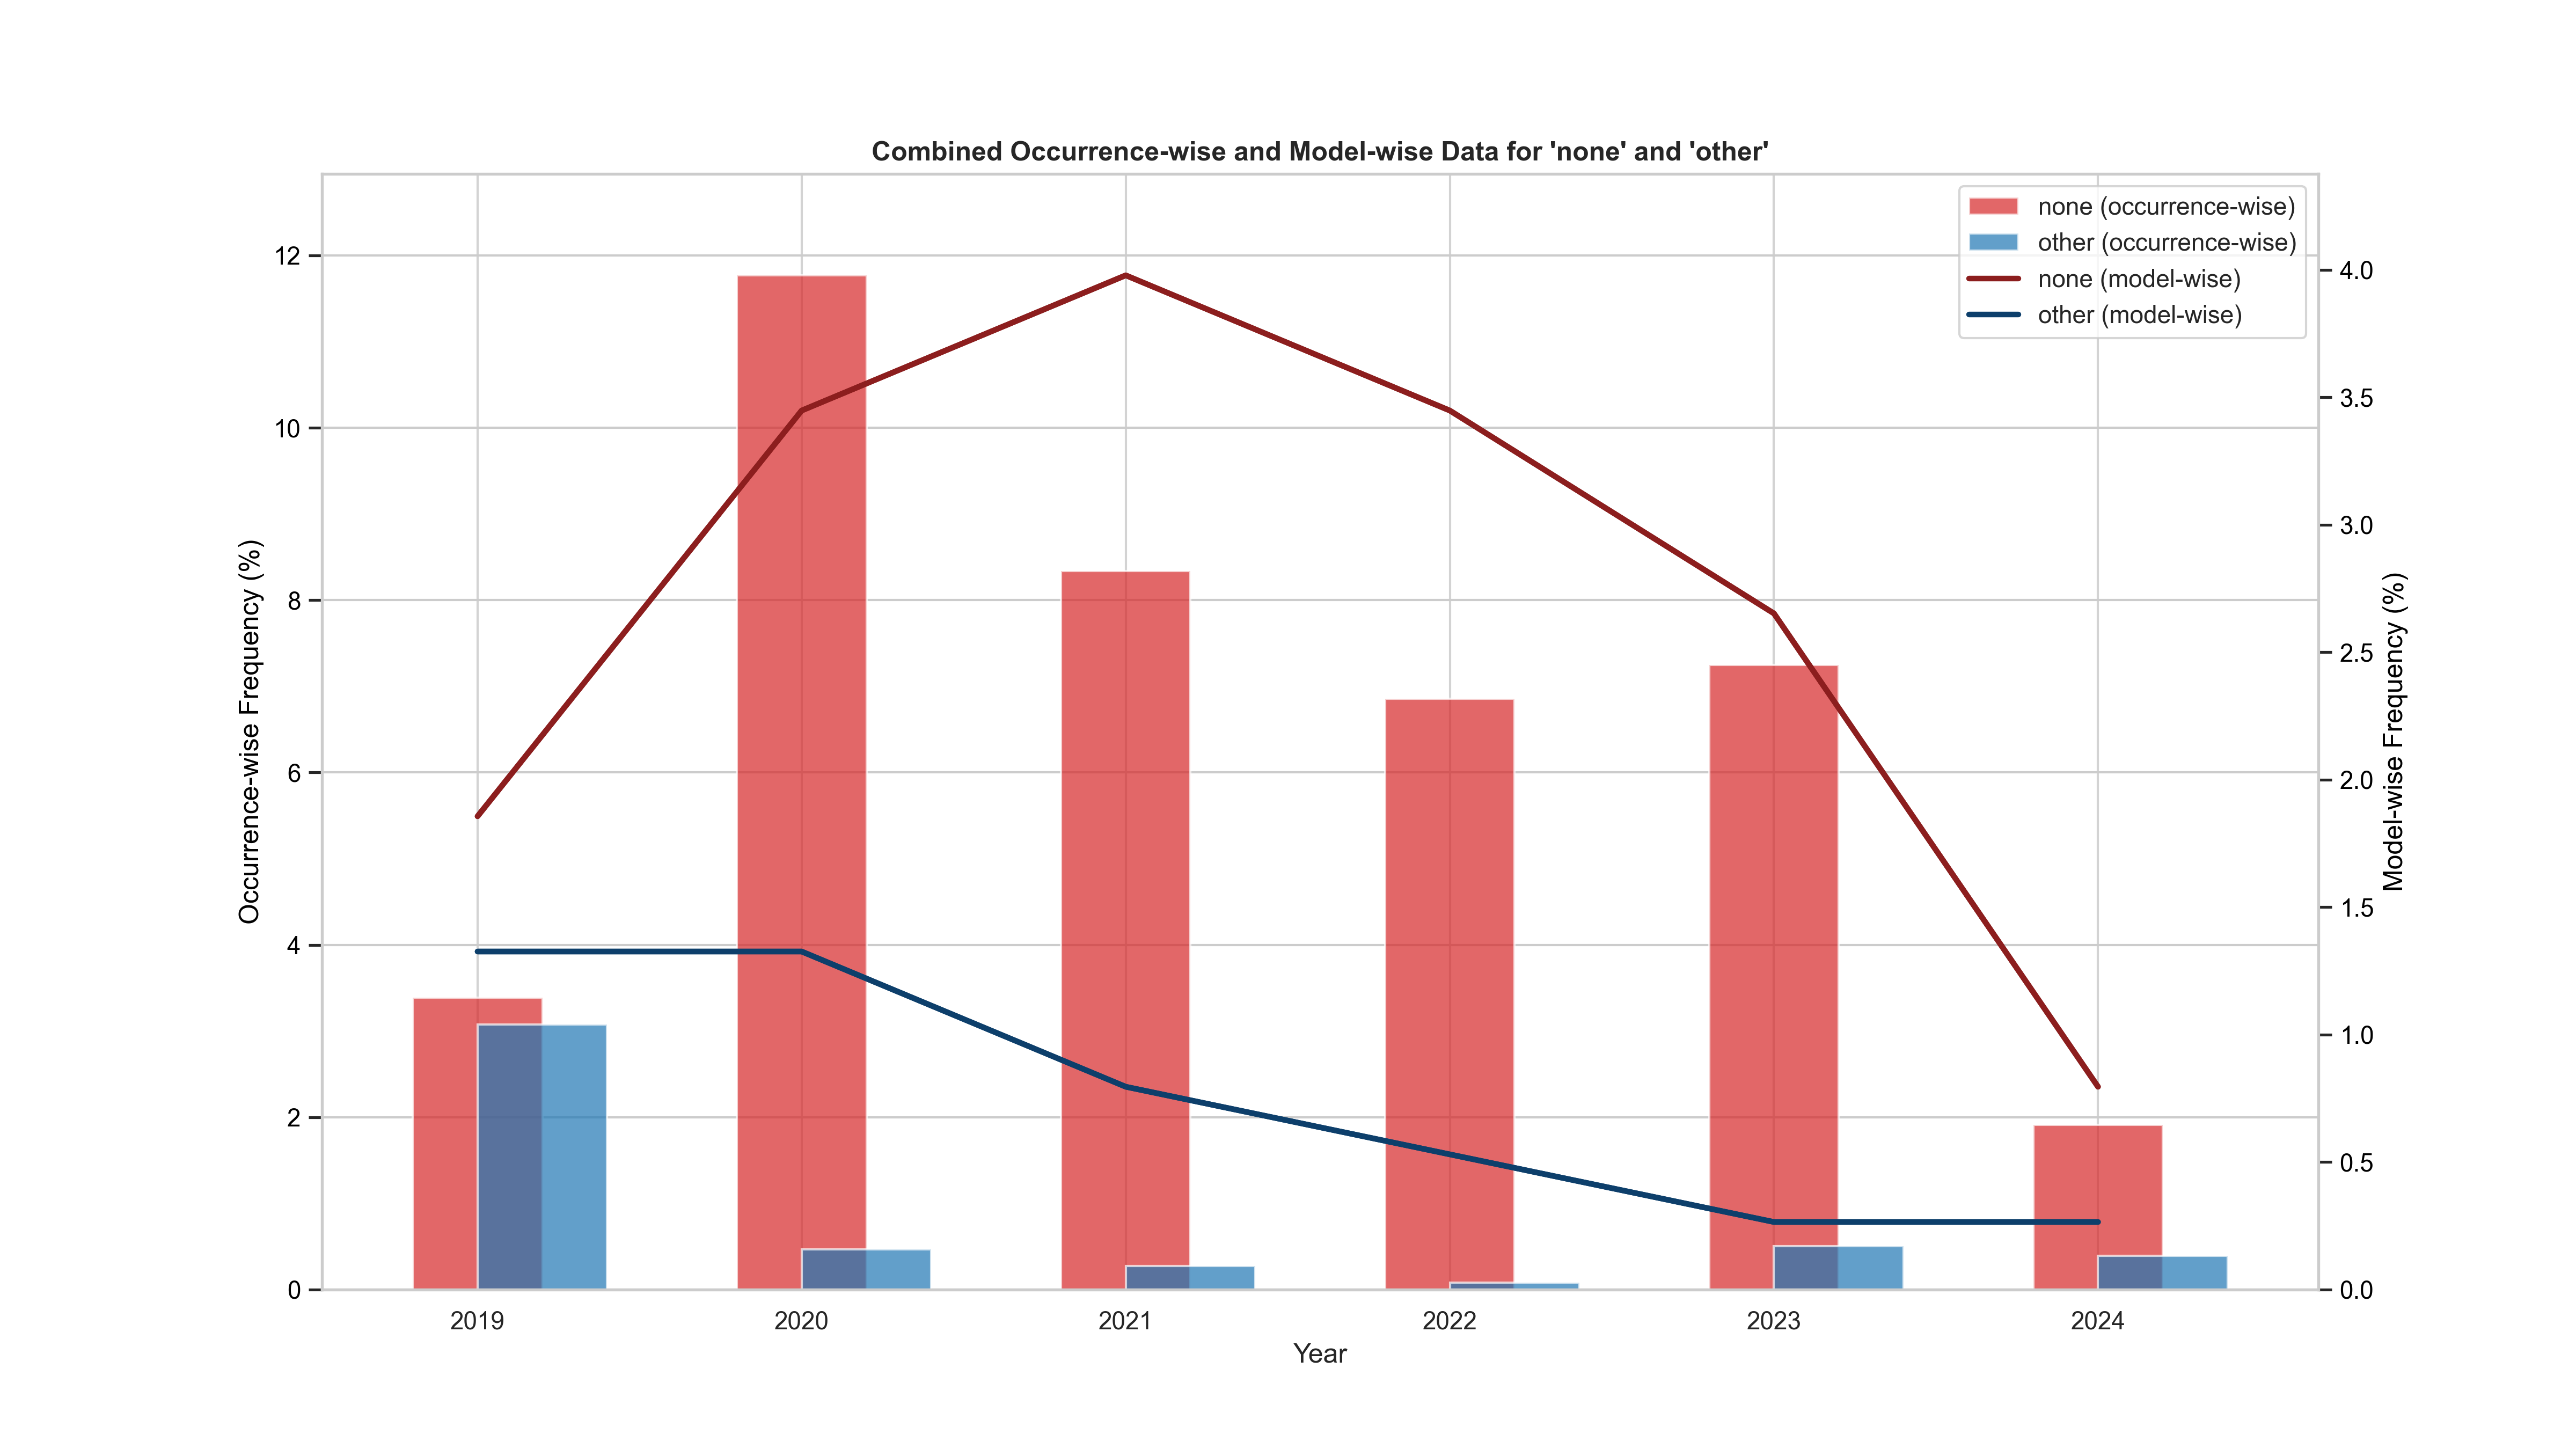 Combined Occurrence-wise and Model-wise Data for 'none' and 'other'
none (occurrence-wise)
other (occurrence-wise)
none (model-wise)
other (model-wise)
Occurrence-wise Frequency (%)
12
10
8
6
4
2
0
4.0
3.5
3.0
2.5
2.0
1.5
1.0
0.5
0.0
Model-wise Frequency (%)
2019 2020 2021 2022 2023 2024
Year